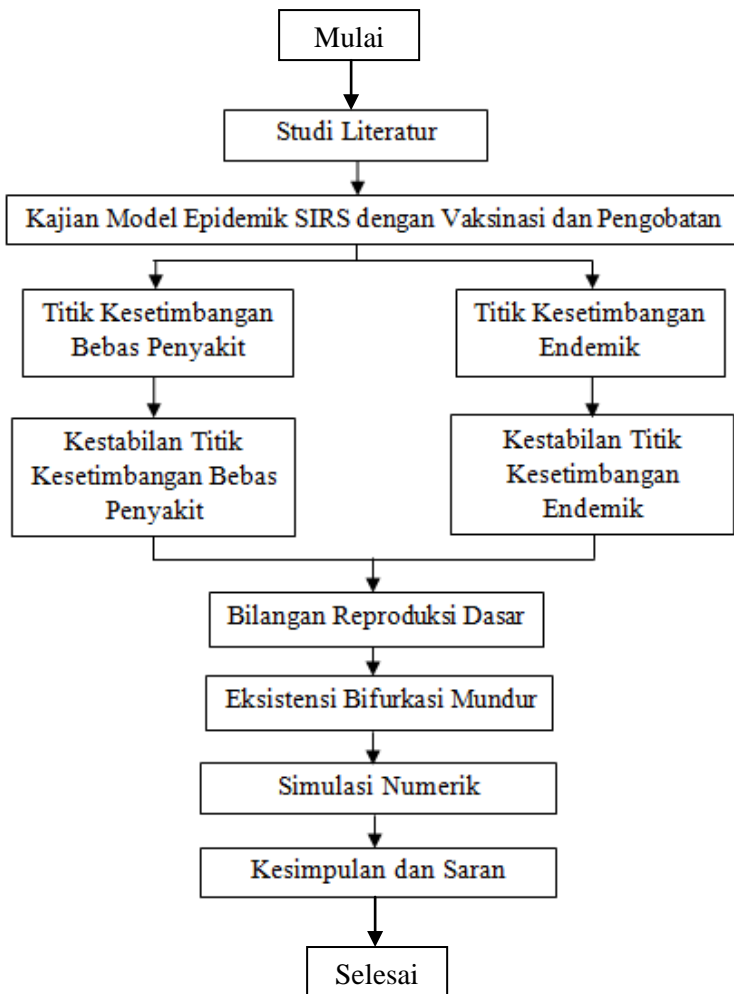 Mulai
Studi Literatur
Kajian Model Epidemik SIRS dengan Vaksinasi dan Pengobatan
Titik Kesetimbangan
Bebas Penyakit
Titik Kesetimbangan
Endemik
Kestabilan Titik
Kesetimbangan Bebas
Penyakit
Kestabilan Titik
Kesetimbangan
Endemik
Bilangan Reproduksi Dasar
Eksistensi Bifurkasi Mundur
Simulasi Numerik
Kesimpulan dan Saran
Selesai